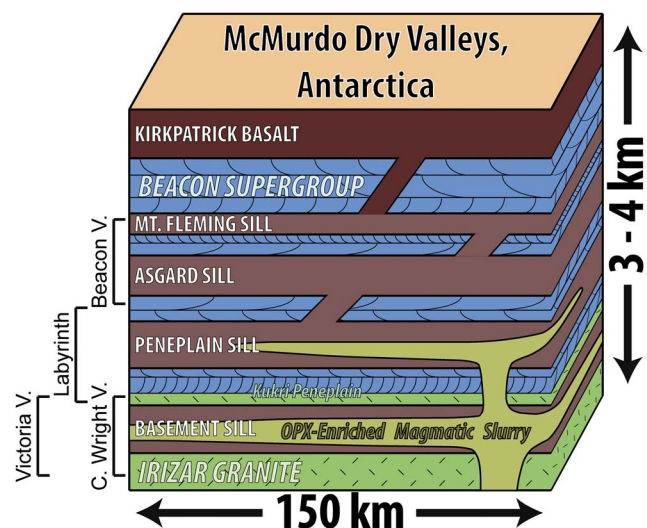 McMurdo Dry Valleys,
Antarctica
KIRKPATRICK BASALT
BEACON SUPERGROUP
MT. FLEMING SILL
ASGARD SILL
PENEPLAIN SILL
Kukri Peneplain
BASEMENT SILL
OPX-Enriched Magmatic Slurry
IRIZAR GRANITE
Beacon V.
Labyrinth
Victoria V.
C. Wright V.
3 - 4 km
150 km